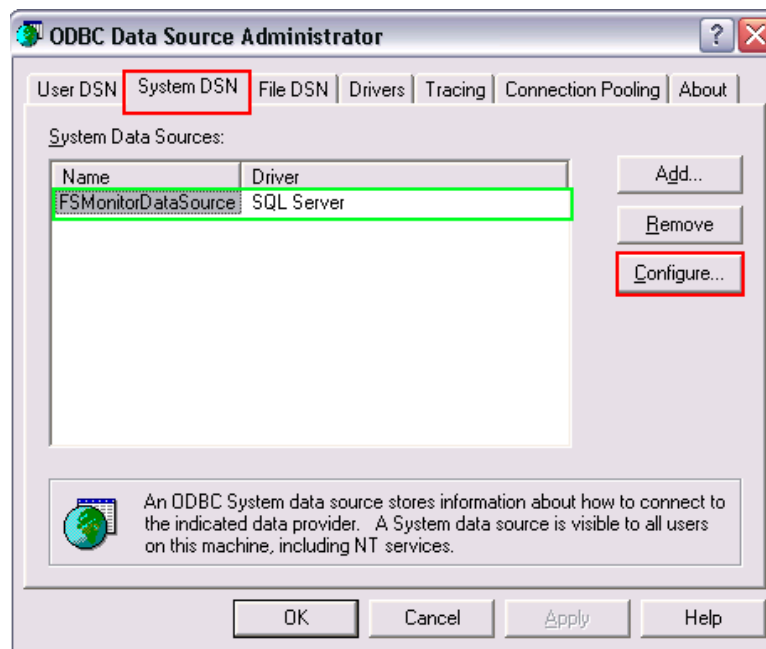 ODBC Data Source Administrator
?
User DSN System DSN File DSN Drivers Tracing Connection Pooling About
System Data Sources:
Name Driver
FSMonitorDataSource SQL Server
Add...
Remove
Configure...
An ODBC System data source stores information about how to connect to
the indicated data provider. A System data source is visible to all users
on this machine, including NT services.
OK Cancel Apply Help